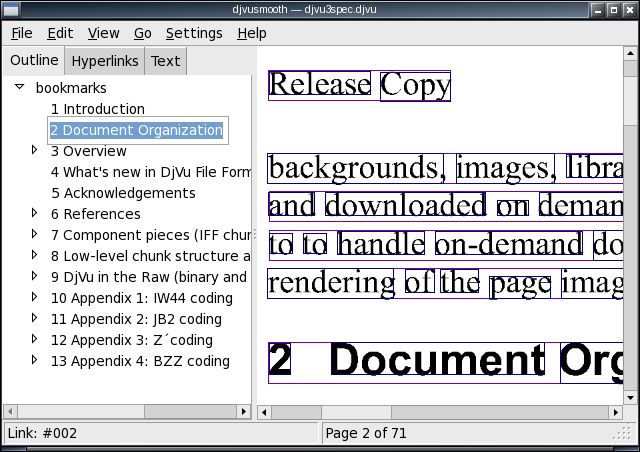 djvusmooth — djvu3spec.djvu
File Edit View Go Settings Help
Outline Hyperlinks Text
bookmarks
1 Introduction
2 Document Organization
3 Overview
4 What's new in DjVu File Form
5 Acknowledgements
6 References
7 Component pieces (IFF chur
8 Low-level chunk structure a
9 DjVu in the Raw (binary and
10 Appendix 1: IW44 coding
11 Appendix 2: JB2 coding
12 Appendix 3: Z´coding
13 Appendix 4: BZZ coding
Release Copy
backgrounds, images, libra
and downloaded on deman
to to handle on-demand do
rendering of the page imag
2 Document Org
Link: #002
Page 2 of 71